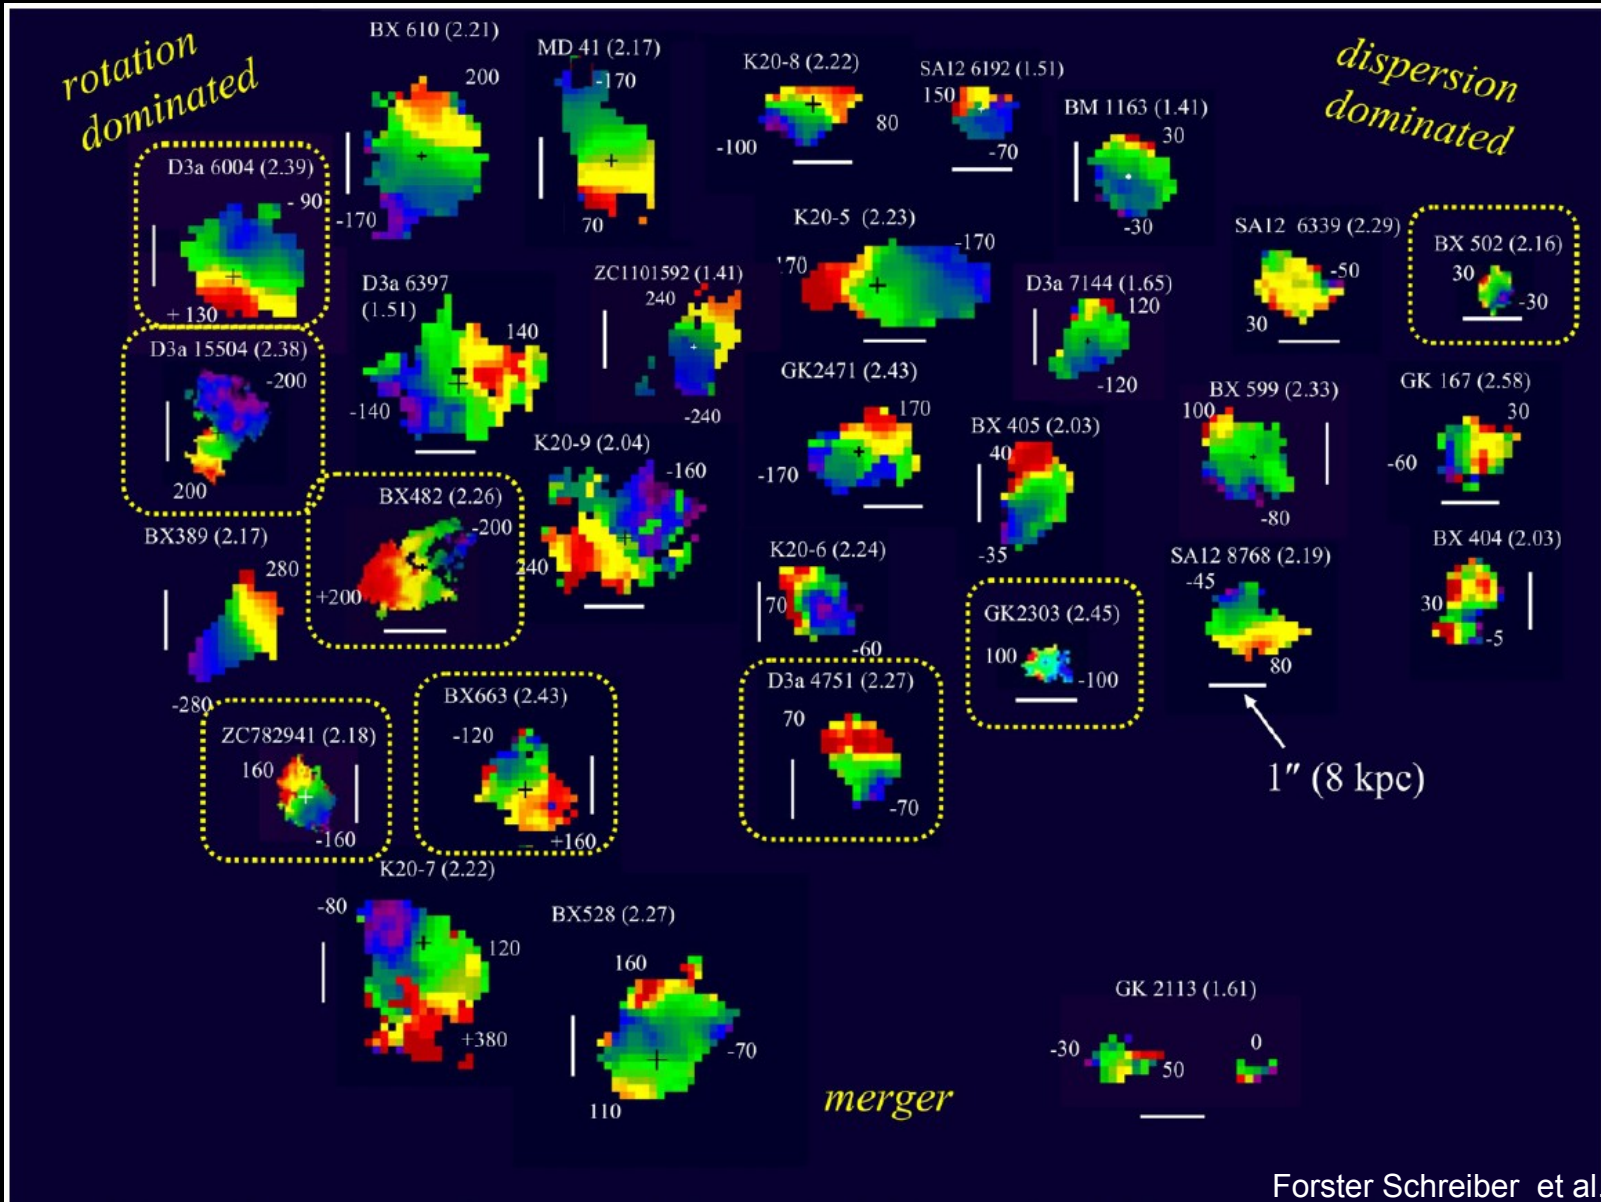 rotation
dominated
dispersion
dominated
BX 610 (2.21)
200
-170
MD 41 (2.17)
-170
70
K20-8 (2.22)
80
-100
SA12 6192 (1.51)
150
-70
BM 1163 (1.41)
30
-30
D3a 6004 (2.39)
- 90
+ 130
K20-5 (2.23)
-170
170
SA12 6339 (2.29)
-50
30
BX 502 (2.16)
30
-30
D3a 6397
(1.51)
140
-140
ZC1101592 (1.41)
240
-240
D3a 7144 (1.65)
120
-120
D3a 15504 (2.38)
-200
200
GK2471 (2.43)
170
-170
BX 599 (2.33)
100
-80
GK 167 (2.58)
30
-60
BX 405 (2.03)
40
-35
K20-9 (2.04)
-160
240
BX482 (2.26)
-200
+200
BX389 (2.17)
280
-280
K20-6 (2.24)
70
-60
SA12 8768 (2.19)
-45
80
BX 404 (2.03)
30
-5
GK2303 (2.45)
100
-100
D3a 4751 (2.27)
70
-70
BX663 (2.43)
-120
+160
ZC782941 (2.18)
160
-160
1″ (8 kpc)
K20-7 (2.22)
-80
120
+380
BX528 (2.27)
160
-70
110
merger
GK 2113 (1.61)
-30
50
0
Forster Schreiber et al